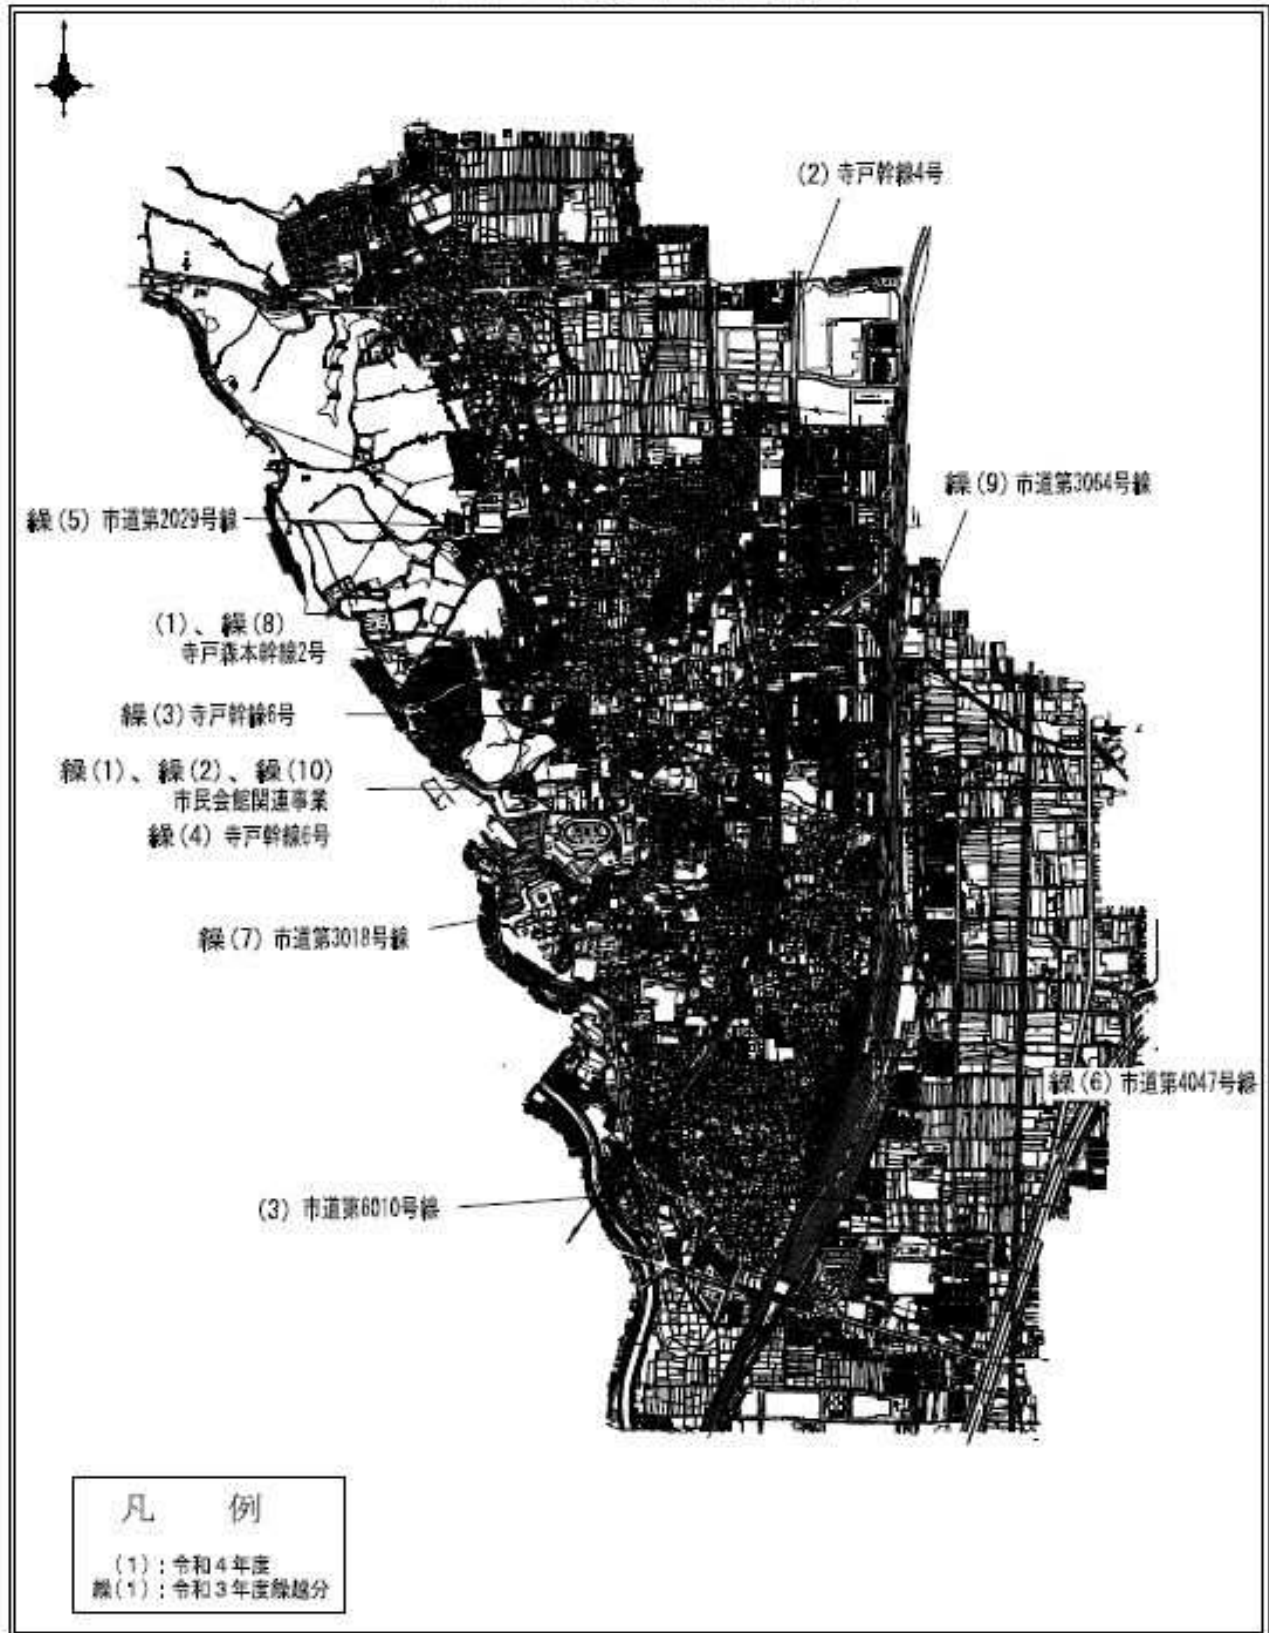 (2) 寺戸幹線4号
繰(9) 市道第3064号線
繰(5) 市道第2029号線
(1)、繰(8)
寺戸森本幹線2号
繰(3) 寺戸幹線6号
繰(1)、繰(2)、繰(10)
市民会館関連事業
繰(4) 寺戸幹線6号
繰(7) 市道第3018号線
繰(6) 市道第4047号線
(3) 市道第6010号線
凡 例
(1)：令和4年度
繰(1)：令和3年度繰越分